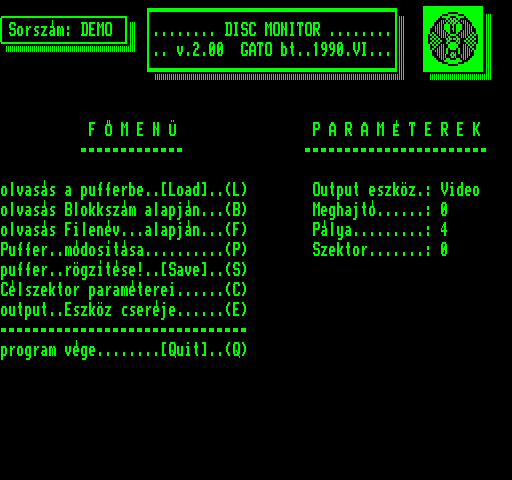 Sorszám: DEMO
........ DISC MONITOR ........
.. v.2.00  GATO bt..1990.VI...
F Ő M E N Ü
P A R A M É T E R E K
olvasás a pufferbe..[Load]..(L)
olvasás Blokkszám alapján...(B)
olvasás Filenév...alapján...(F)
Puffer..módosítása..........(P)
puffer..rögzítése!..[Save]..(S)
Célszektor paraméterei......(C)
output..Eszköz cseréje......(E)
program vége........[Quit]..(Q)
Output eszköz.: Video
Meghajtó......: 0
Pálya.........: 4
Szektor.......: 0